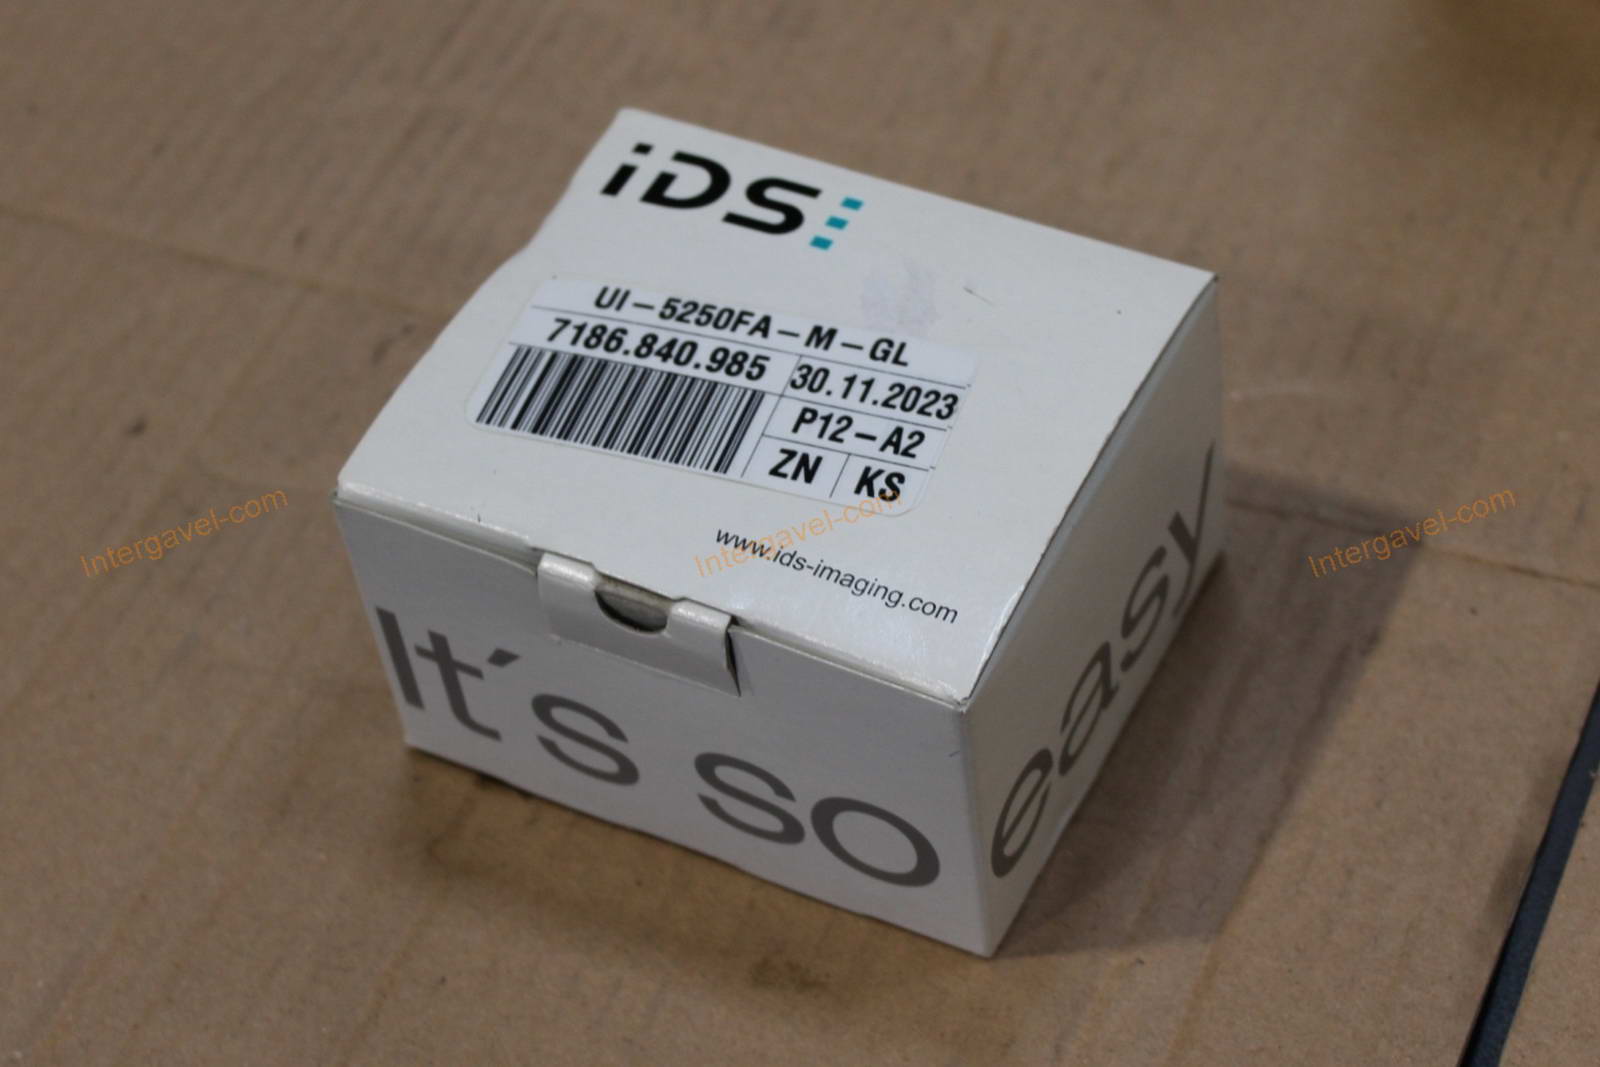 iDS
UI-5250FA-M-GL
7186.840.985
30.11.2023
P12-A2
ZN
KS
www.ids-imaging.com
It´s so
easy
Intergavel-com
Intergavel-com
Intergavel-com